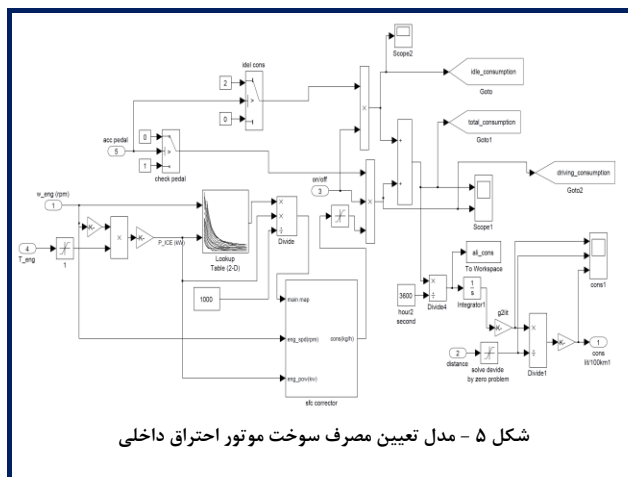 Scope2
idel cons
2
0
idle_consumption
Goto
total_consumption
Goto1
driving_consumption
Goto2
acc pedal
5
0
1
check pedal
on/off
3
×
×
+
+
Scope1
w_eng (rpm)
1
4
T_eng
1
K-
×
K-
P_ICE (kW)
Lookup
Table (2-D)
×
×
÷
Divide
1000
main map
eng_spd(rpm)
eng_pow(kw)
cons(kg/h)
sfc corrector
3600
hour2
second
×
÷
Divide4
ali_cons
To Workspace
1
s
Integrator1
g2lit
K-
cons1
2
distance
solve devide
by zero problem
×
÷
Divide1
K-
1
cons
lit/100km1
شکل ۵ - مدل تعیین مصرف سوخت موتور احتراق داخلی